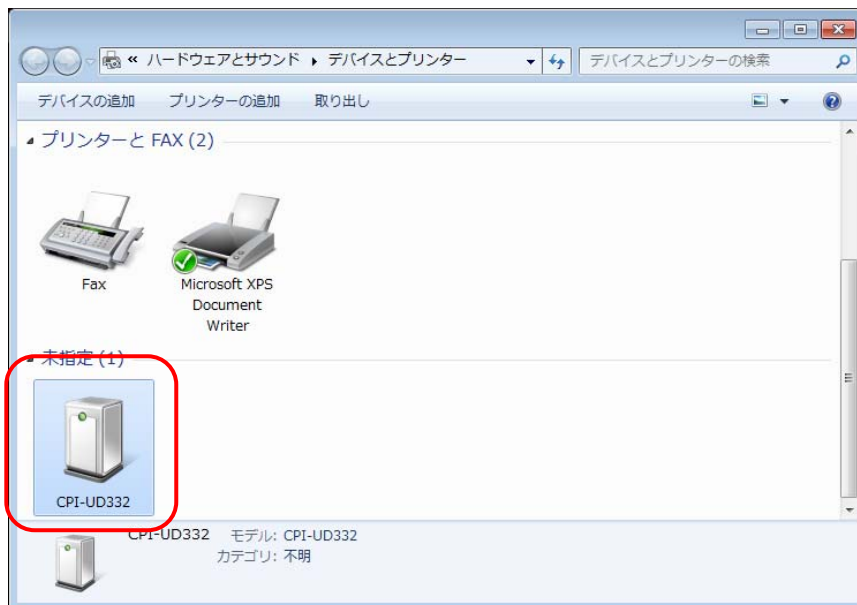 « ハードウェアとサウンド ▸ デバイスとプリンター
デバイスとプリンターの検索
デバイスの追加 プリンターの追加 取り出し
プリンターと FAX (2)
Fax
Microsoft XPS
Document
Writer
未指定 (1)
CPI-UD332
CPI-UD332 モデル: CPI-UD332
カテゴリ: 不明